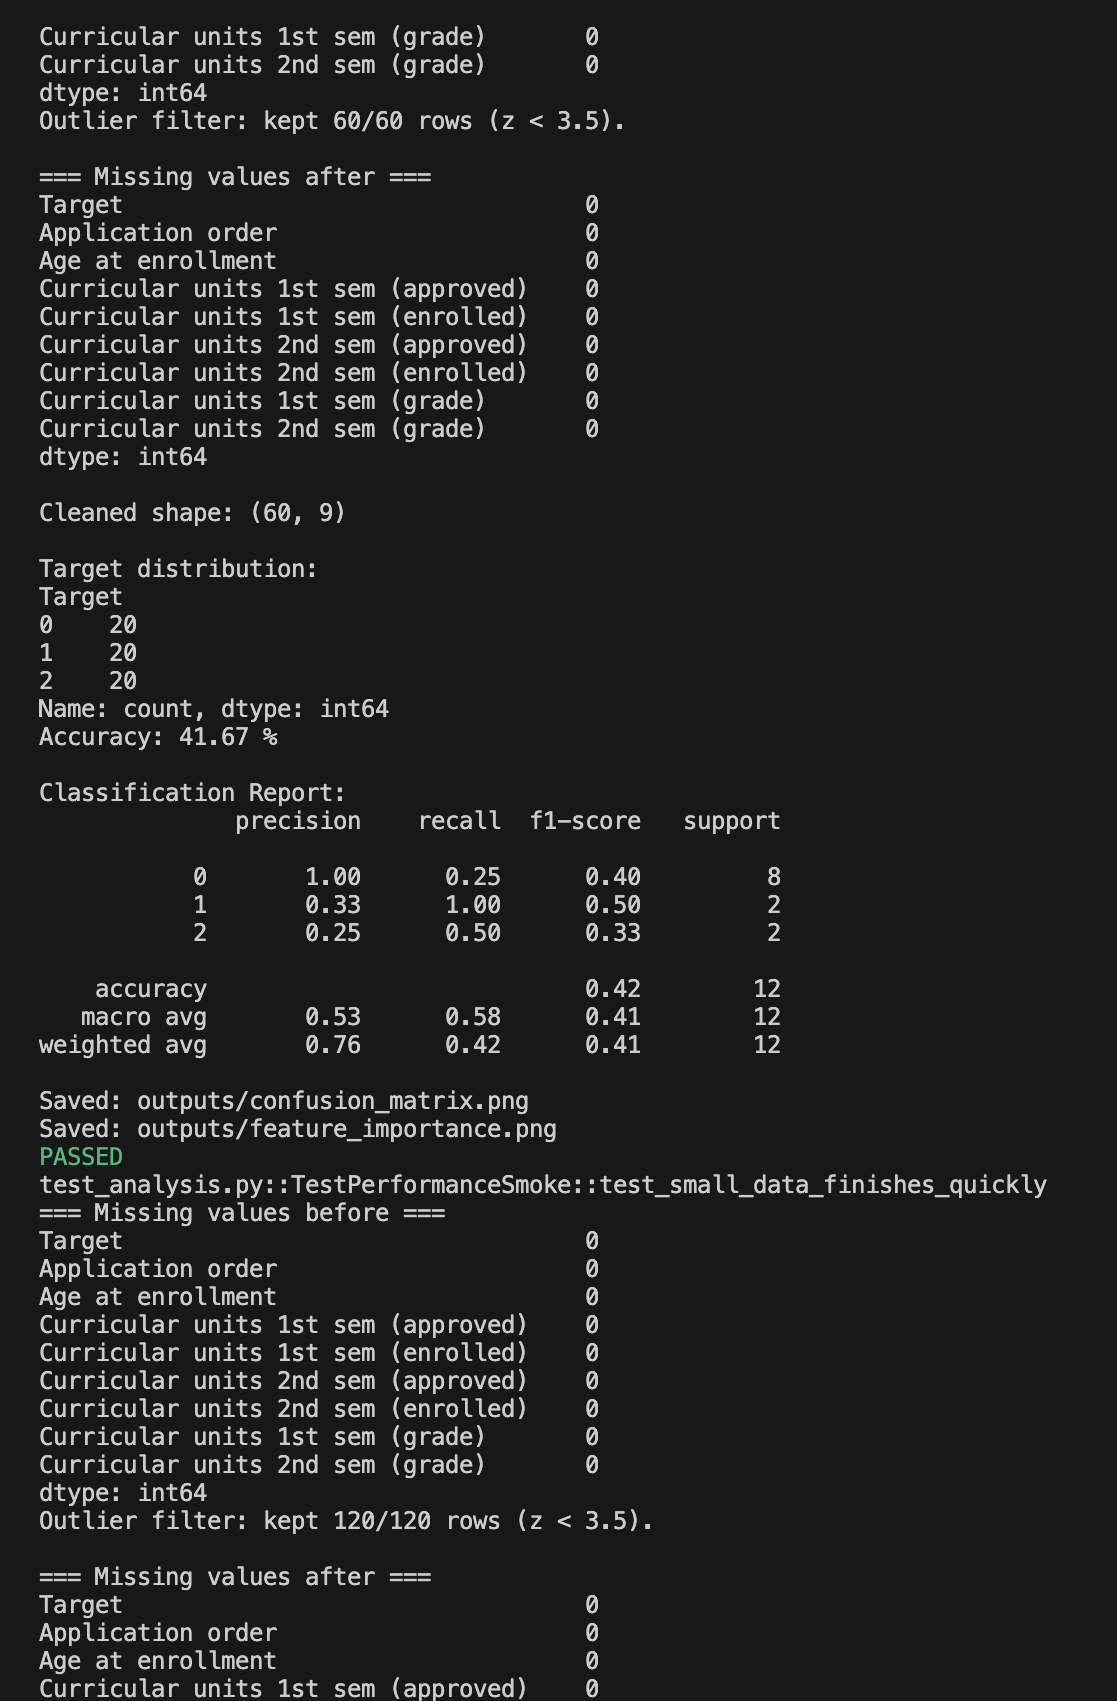 Curricular units 1st sem (grade)       0
Curricular units 2nd sem (grade)       0
dtype: int64
Outlier filter: kept 60/60 rows (z < 3.5).
=== Missing values after ===
Target                                 0
Application order                      0
Age at enrollment                      0
Curricular units 1st sem (approved)    0
Curricular units 1st sem (enrolled)    0
Curricular units 2nd sem (approved)    0
Curricular units 2nd sem (enrolled)    0
Curricular units 1st sem (grade)       0
Curricular units 2nd sem (grade)       0
dtype: int64
Cleaned shape: (60, 9)
Target distribution:
Target
0    20
1    20
2    20
Name: count, dtype: int64
Accuracy: 41.67 %
Classification Report:
              precision    recall  f1-score   support
           0       1.00      0.25      0.40         8
           1       0.33      1.00      0.50         2
           2       0.25      0.50      0.33         2
    accuracy                           0.42        12
   macro avg       0.53      0.58      0.41        12
weighted avg       0.76      0.42      0.41        12
Saved: outputs/confusion_matrix.png
Saved: outputs/feature_importance.png
PASSED
test_analysis.py::TestPerformanceSmoke::test_small_data_finishes_quickly
=== Missing values before ===
Target                                 0
Application order                      0
Age at enrollment                      0
Curricular units 1st sem (approved)    0
Curricular units 1st sem (enrolled)    0
Curricular units 2nd sem (approved)    0
Curricular units 2nd sem (enrolled)    0
Curricular units 1st sem (grade)       0
Curricular units 2nd sem (grade)       0
dtype: int64
Outlier filter: kept 120/120 rows (z < 3.5).
=== Missing values after ===
Target                                 0
Application order                      0
Age at enrollment                      0
Curricular units 1st sem (approved)    0